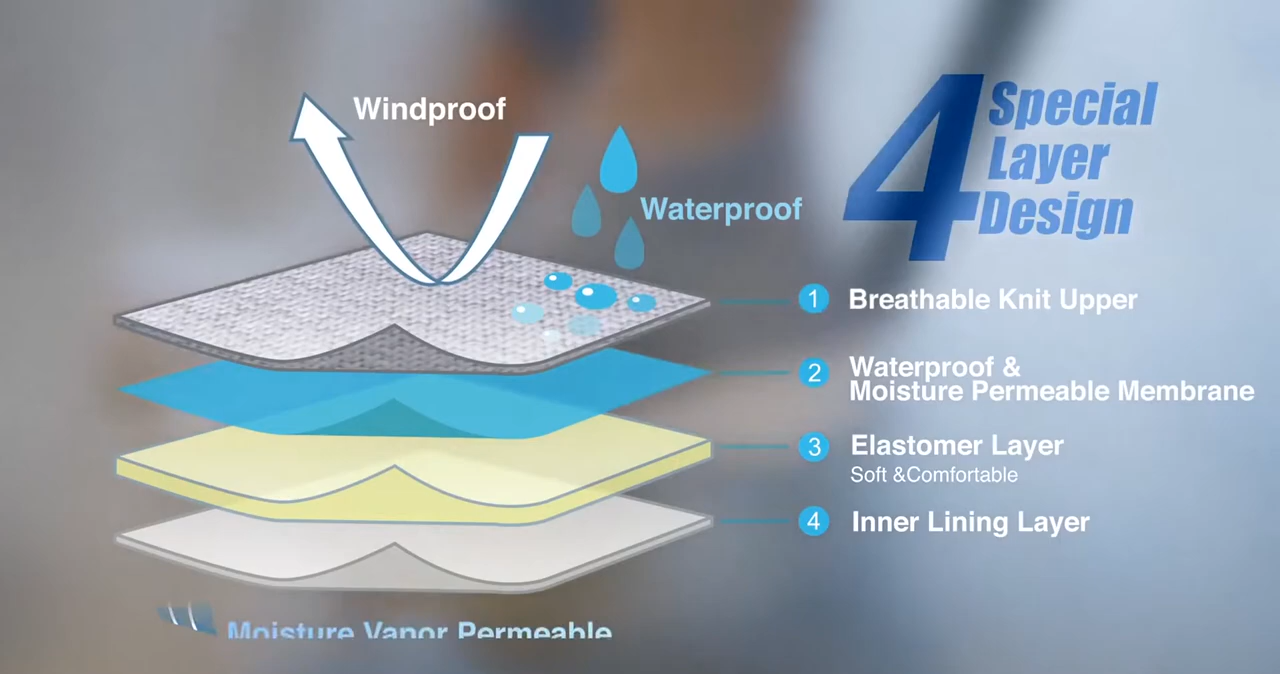 Windproof
Waterproof
4
Special
Layer
Design
1 Breathable Knit Upper
2 Waterproof &
Moisture Permeable Membrane
3 Elastomer Layer
Soft &Comfortable
4 Inner Lining Layer
Moisture Vapor Permeable